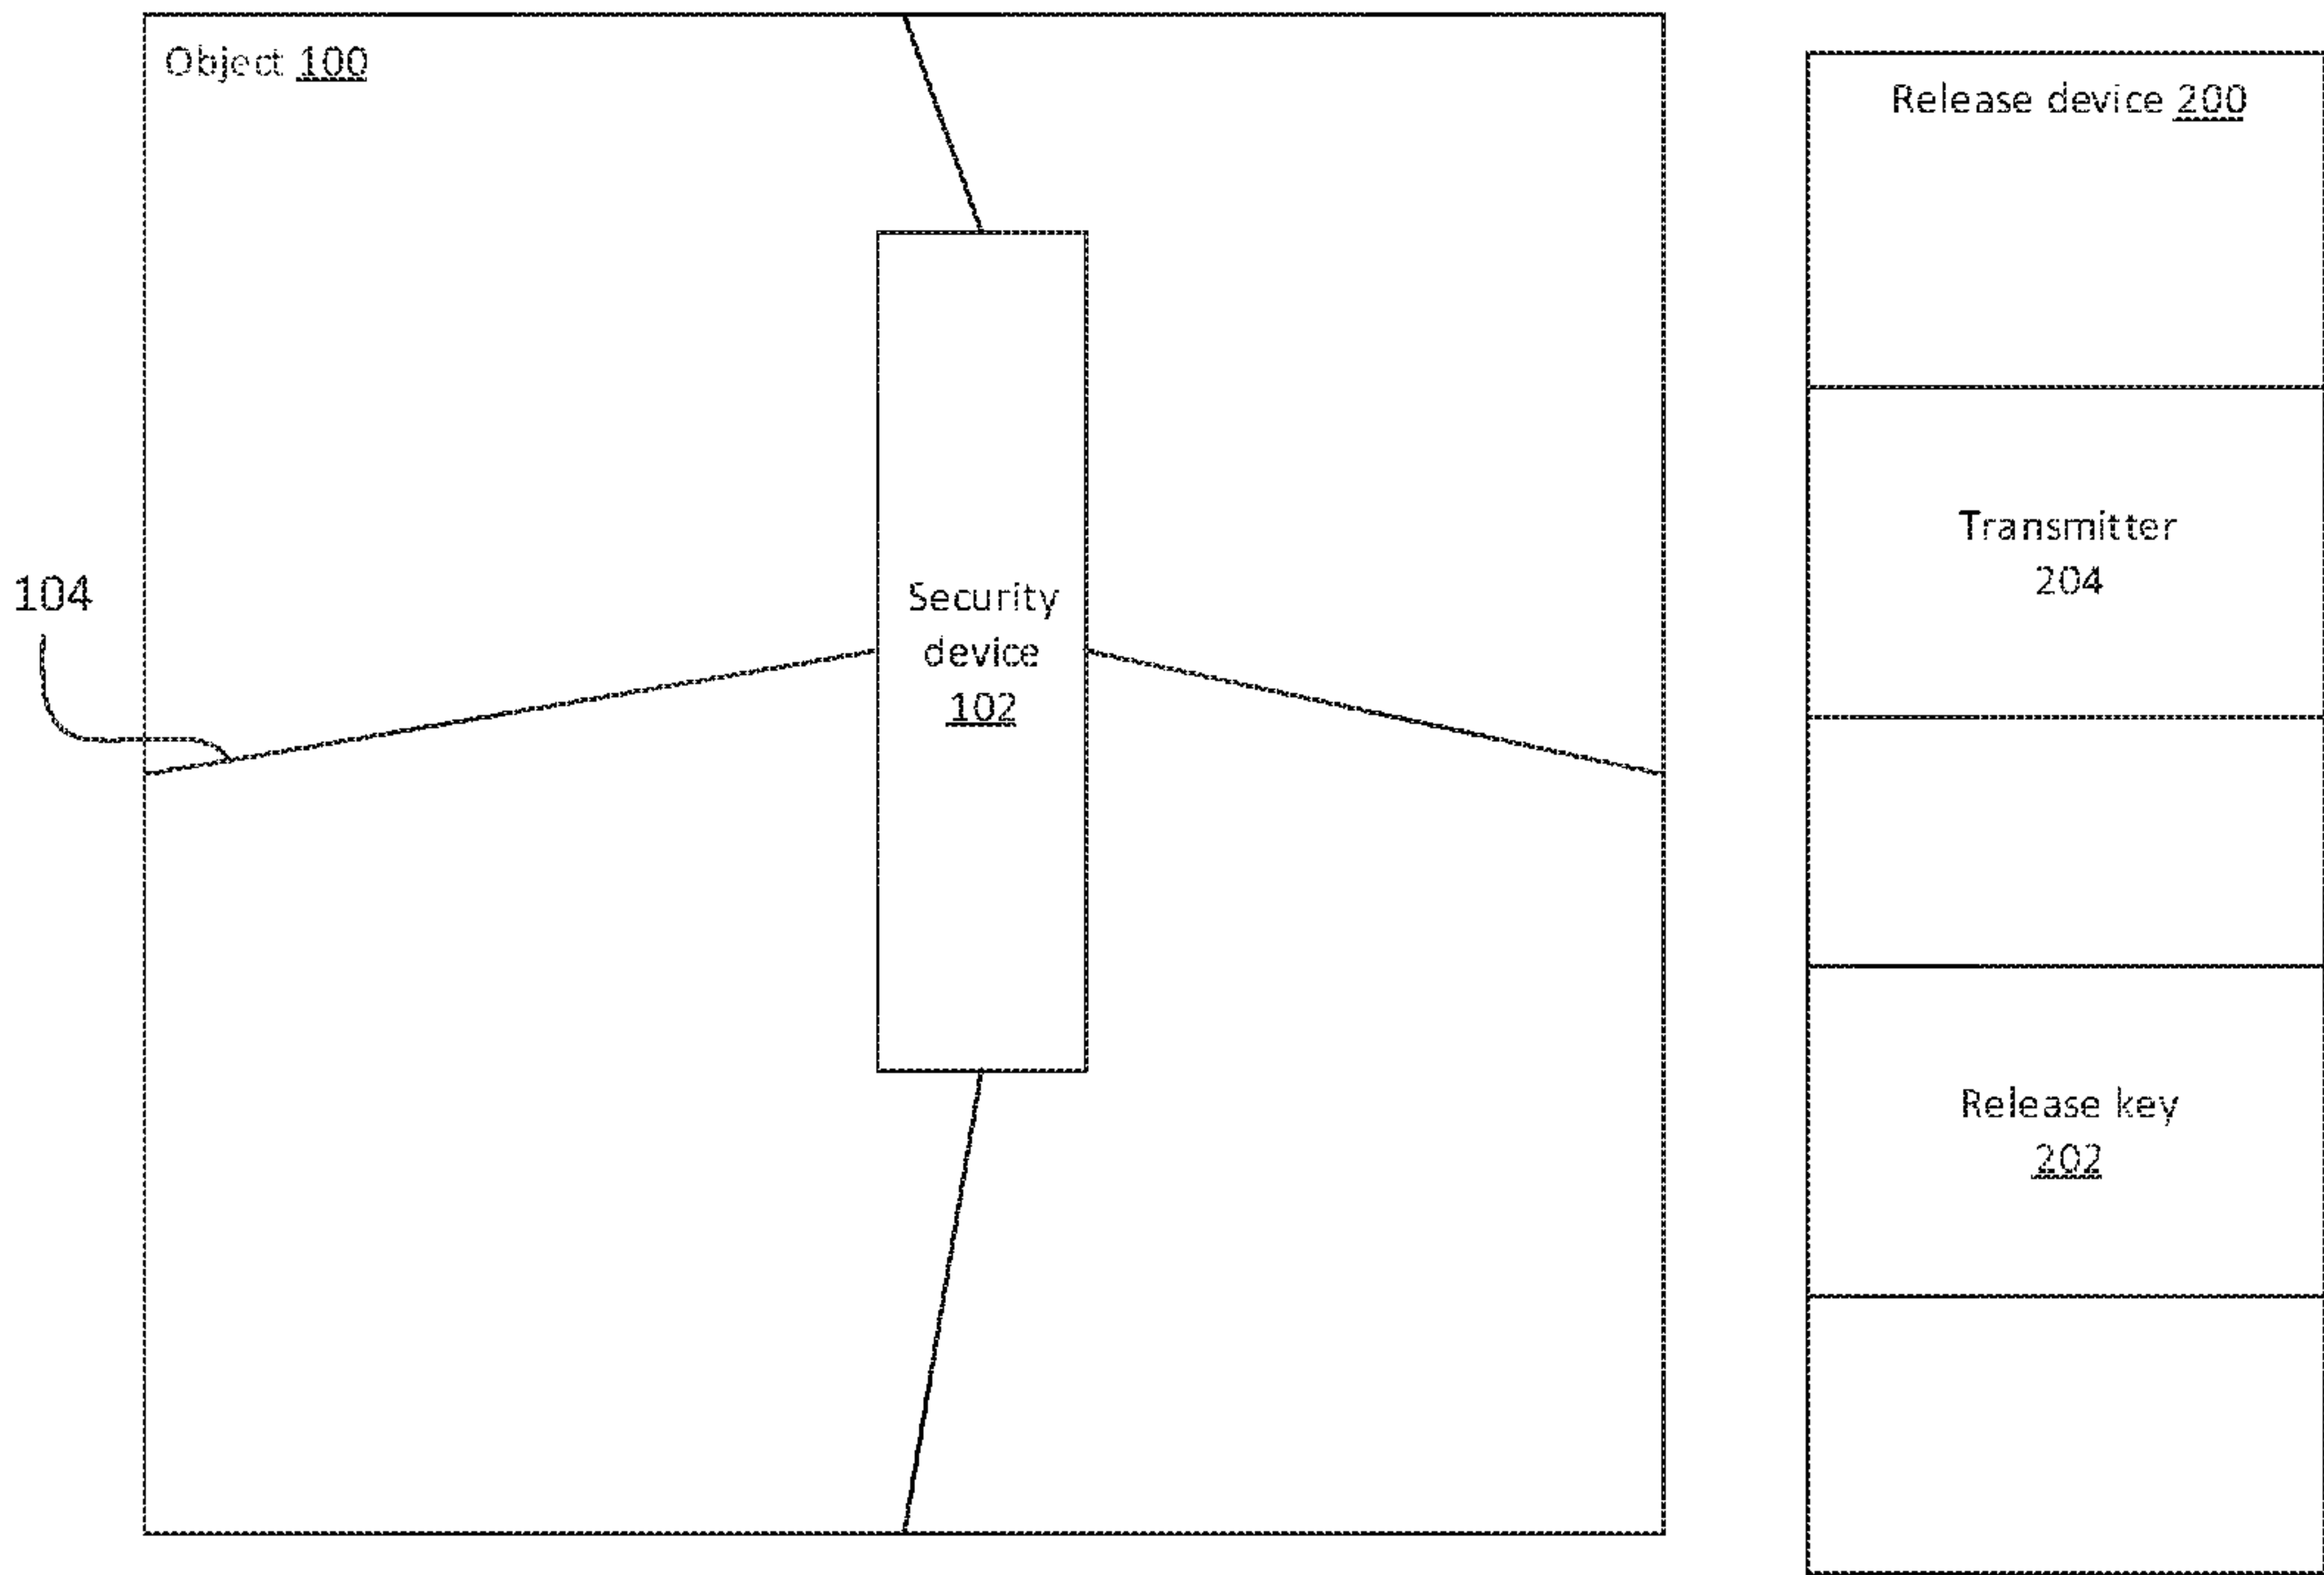 Object 100
Release device 200
Transmitter
204
104
Security
device
102
Release key
202